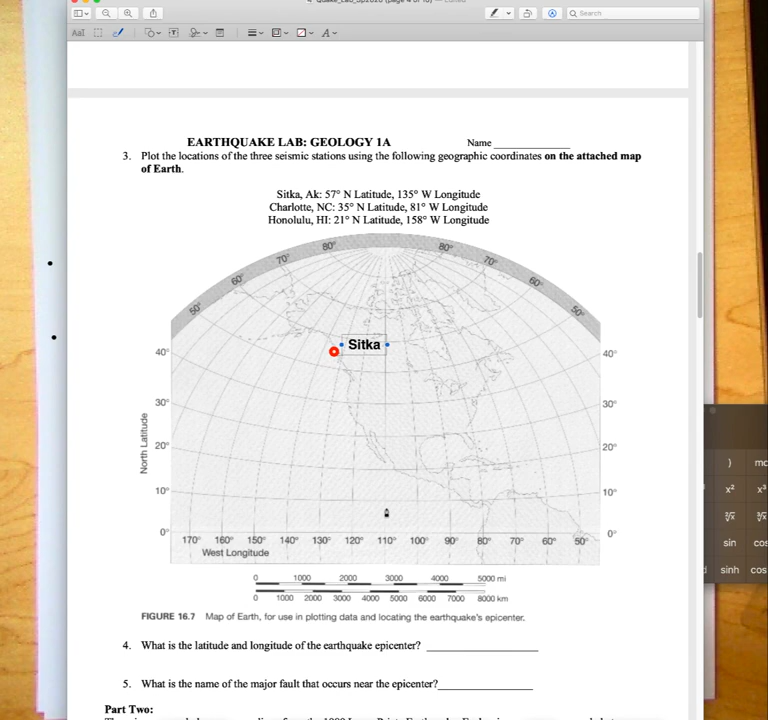 Search
AaI
EARTHQUAKE LAB: GEOLOGY 1A Name
3. Plot the locations of the three seismic stations using the following geographic coordinates on the attached map
of Earth.
Sitka, Ak: 57° N Latitude, 135° W Longitude
Charlotte, NC: 35° N Latitude, 81° W Longitude
Honolulu, HI: 21° N Latitude, 158° W Longitude
80° 80°
70° 70°
60° 60°
50° 50°
Sitka
40° 40°
30° 30°
20° 20°
10° 10°
0° 0°
North Latitude
170° 160° 150° 140° 130° 120° 110° 100° 90° 80° 70° 60° 50°
West Longitude
0 1000 2000 3000 4000 5000 mi
0 1000 2000 3000 4000 5000 6000 7000 8000 km
FIGURE 16.7 Map of Earth, for use in plotting data and locating the earthquake's epicenter.
4. What is the latitude and longitude of the earthquake epicenter?
5. What is the name of the major fault that occurs near the epicenter?
Part Two:
) mc
x² x³
∛x
sin cos
sinh cos